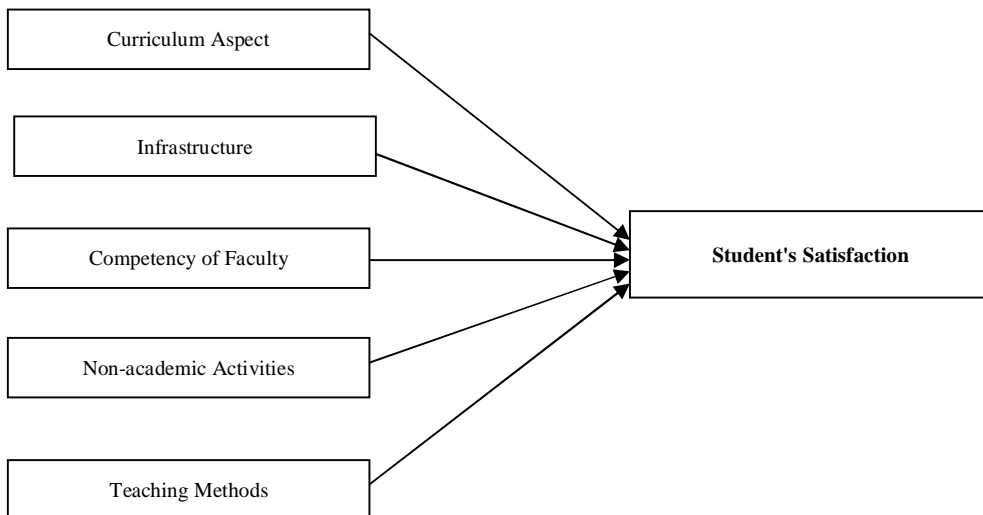 Curriculum Aspect
Infrastructure
Competency of Faculty
Student's Satisfaction
Non-academic Activities
Teaching Methods